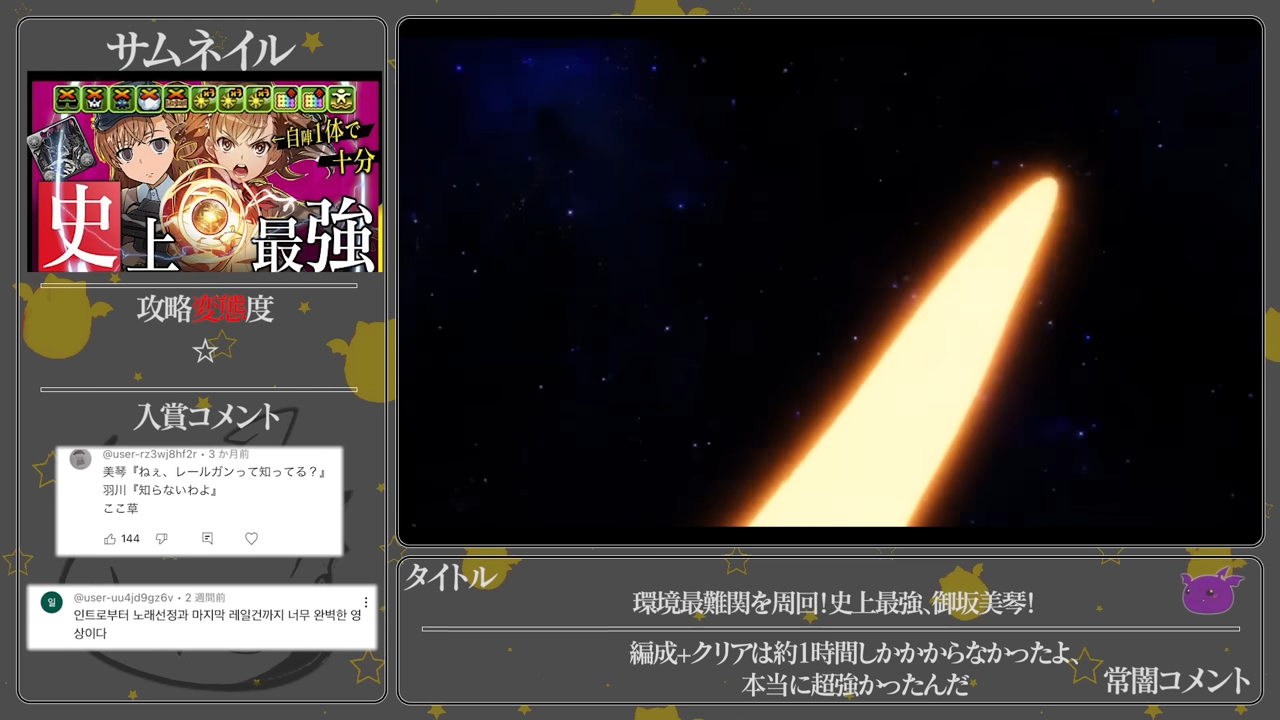 サムネイル
←自陣1体で
十分
史上最強
攻略変態度
☆
入賞コメント
@user-rz3wj8hf2r・3 か月前
美琴『ねぇ、レールガンって知ってる？』
羽川『知らないわよ』
ここ草
144
일
@user-uu4jd9gz6v・2 週間前
인트로부터 노래선정과 마지막 레일건까지 너무 완벽한 영
상이다
タイトル
環境最難関を周回!史上最強、御坂美琴!
編成+クリアは約1時間しかかからなかったよ、
本当に超強かったんだ
常闇コメント